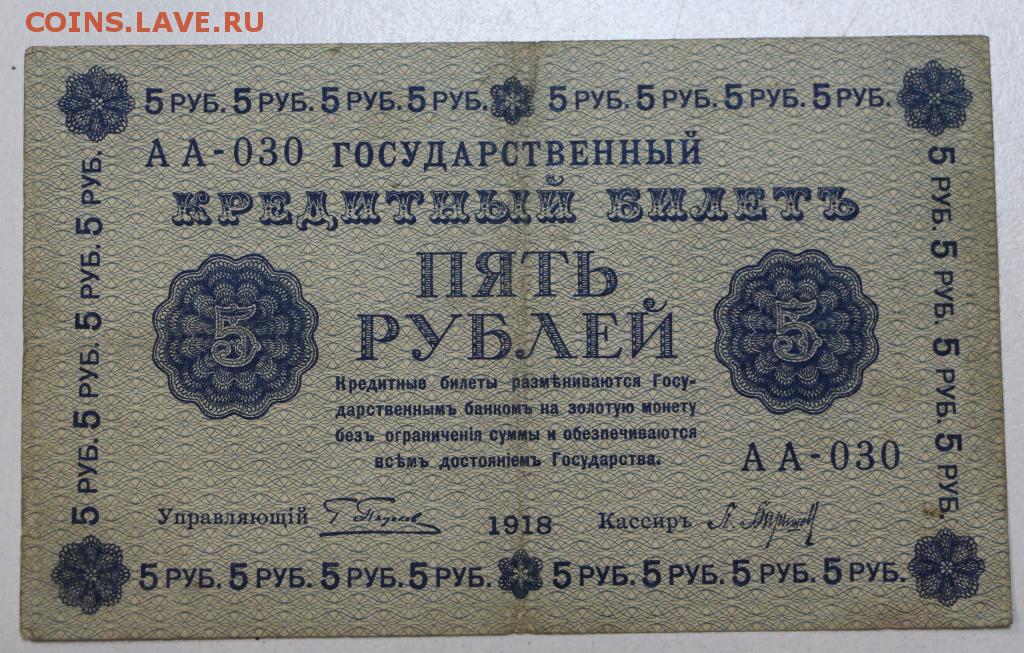 COINS.LAVE.RU
5 РУБ. 5 РУБ. 5 РУБ. 5 РУБ. 5 РУБ. 5 РУБ. 5 РУБ. 5 РУБ.
АА-030 ГОСУДАРСТВЕННЫЙ
КРЕДИТНЫЙ БИЛЕТЪ
ПЯТЬ
РУБЛЕЙ
5
5
Кредитные билеты размѣниваются Госу-
дарственнымъ банкомъ на золотую монету
безъ ограниченія суммы и обезпечиваются
всѣмъ достояніемъ Государства.
АА-030
Управляющій
1918
Кассиръ
5 РУБ. 5 РУБ. 5 РУБ. 5 РУБ. 5 РУБ. 5 РУБ. 5 РУБ. 5 РУБ.
5 РУБ. 5 РУБ. 5 РУБ. 5 РУБ.
5 РУБ. 5 РУБ. 5 РУБ. 5 РУБ.